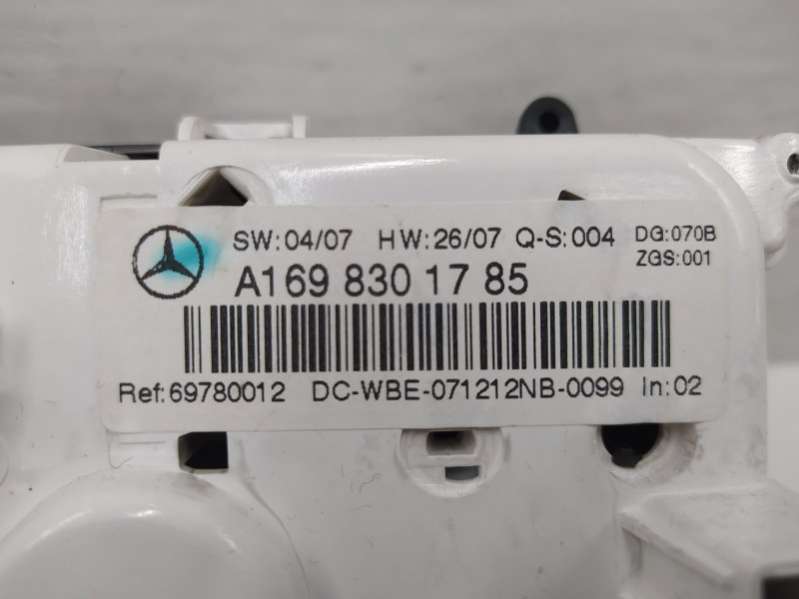 SW:04/07 HW:26/07 Q-S:004 DG:070B
ZGS:001
A169 830 17 85
Ref:69780012 DC-WBE-071212NB-0099 In:02